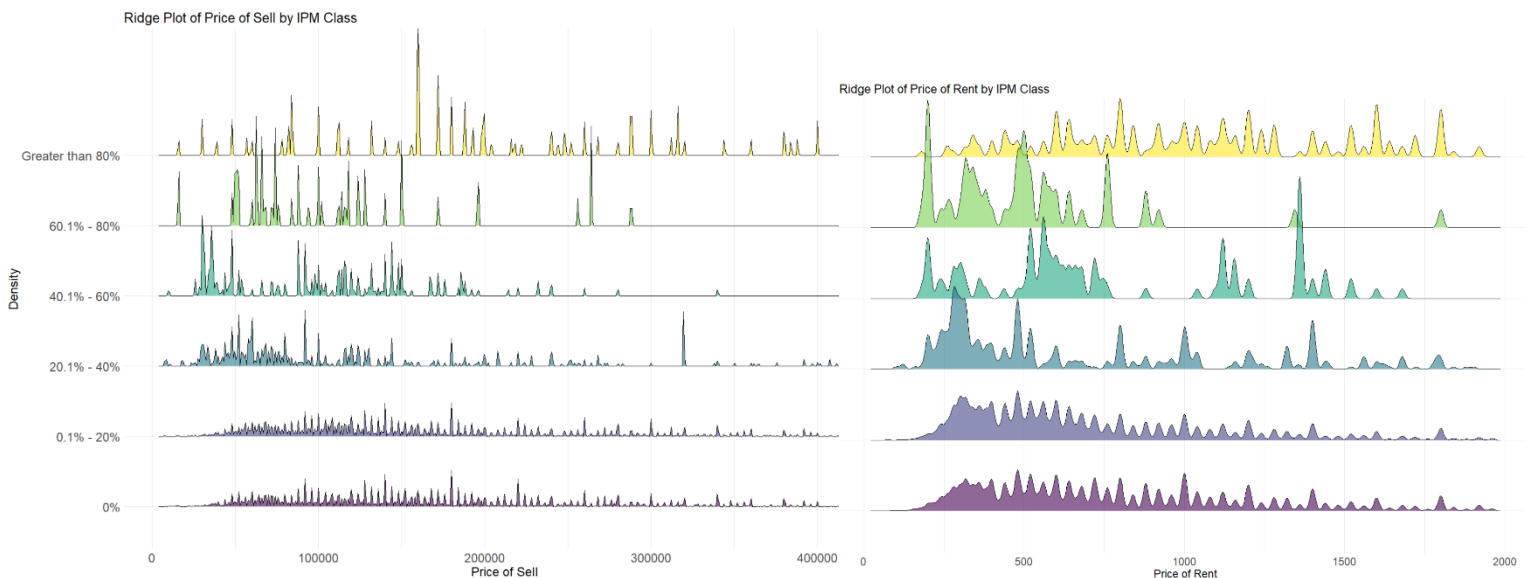 Ridge Plot of Price of Sell by IPM Class
Density
Greater than 80%
60.1% - 80%
40.1% - 60%
20.1% - 40%
0.1% - 20%
0%
0 100000 200000 300000 400000
Price of Sell
Ridge Plot of Price of Rent by IPM Class
0 500 1000 1500 2000
Price of Rent